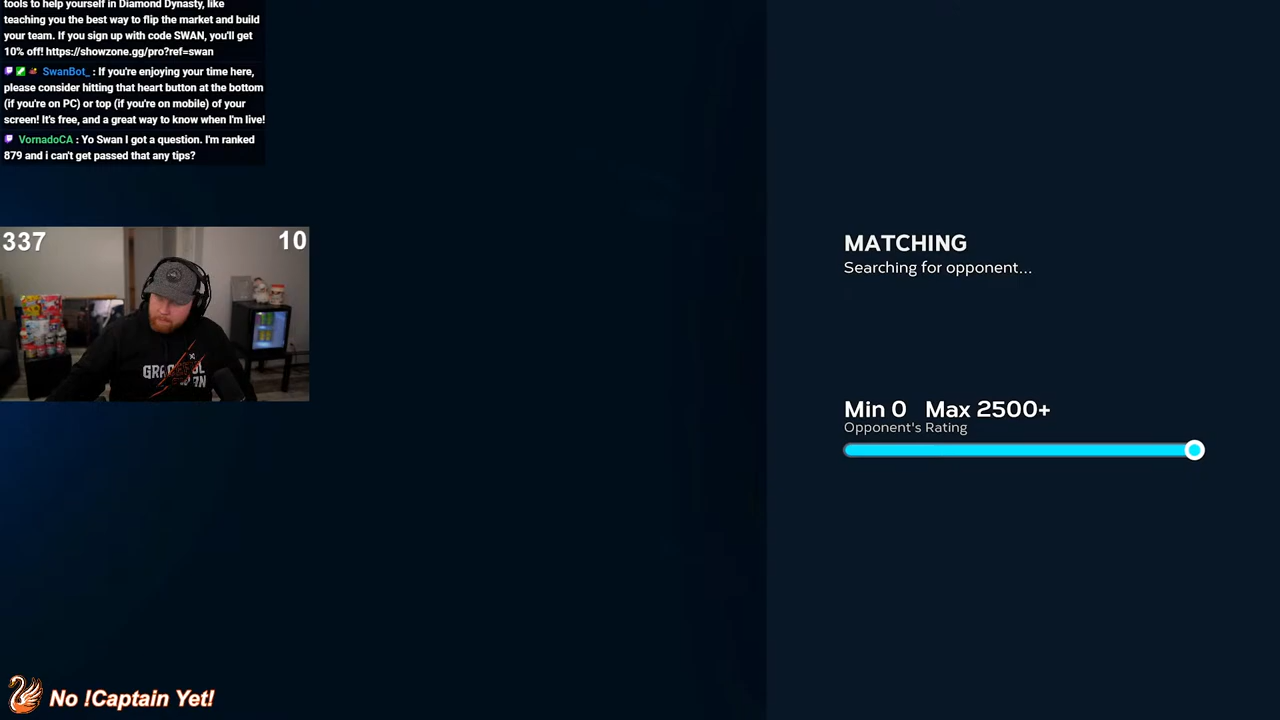 tools to help yourself in Diamond Dynasty, like
teaching you the best way to flip the market and build
your team. If you sign up with code SWAN, you'll get
10% off! https://showzone.gg/pro?ref=swan
SwanBot_ : If you're enjoying your time here,
please consider hitting that heart button at the bottom
(if you're on PC) or top (if you're on mobile) of your
screen! It's free, and a great way to know when I'm live!
VornadoCA : Yo Swan I got a question. I'm ranked
879 and i can't get passed that any tips?
337
10
MATCHING
Searching for opponent...
Min 0 Max 2500+
Opponent's Rating
No !Captain Yet!